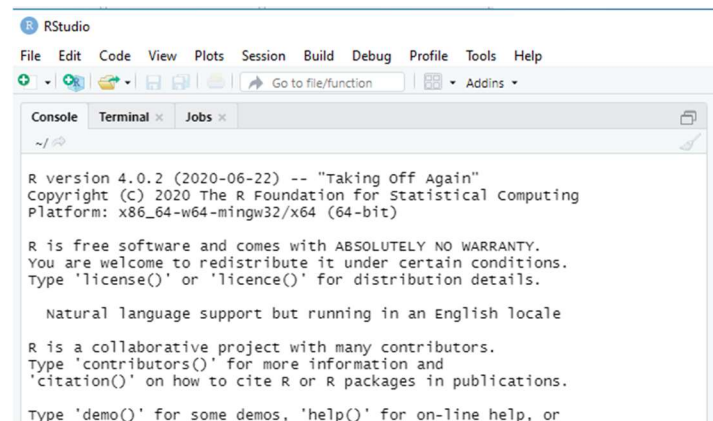 RStudio
File Edit Code View Plots Session Build Debug Profile Tools Help
Go to file/function Addins
Console Terminal Jobs
~/
R version 4.0.2 (2020-06-22) -- "Taking Off Again"
Copyright (C) 2020 The R Foundation for Statistical Computing
Platform: x86_64-w64-mingw32/x64 (64-bit)
R is free software and comes with ABSOLUTELY NO WARRANTY.
You are welcome to redistribute it under certain conditions.
Type 'license()' or 'licence()' for distribution details.
Natural language support but running in an English locale
R is a collaborative project with many contributors.
Type 'contributors()' for more information and
'citation()' on how to cite R or R packages in publications.
Type 'demo()' for some demos, 'help()' for on-line help, or